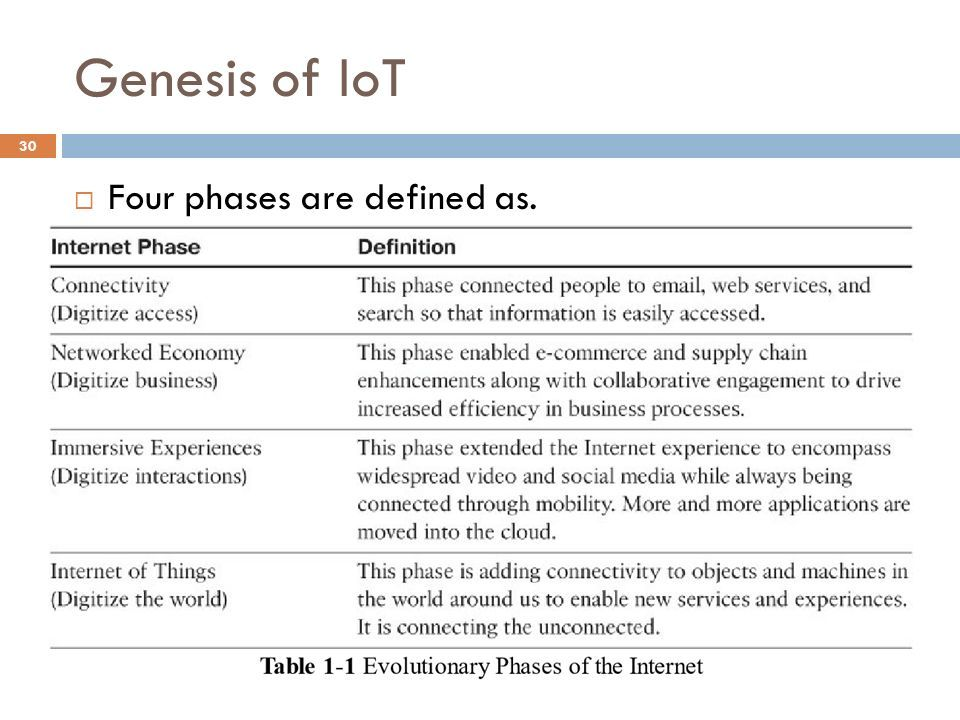 Genesis of IoT
30
Four phases are defined as.
Internet Phase Definition
Connectivity This phase connected people to email, web services, and
(Digitize access) search so that information is easily accessed.
Networked Economy This phase enabled e-commerce and supply chain
(Digitize business) enhancements along with collaborative engagement to drive
increased efficiency in business processes.
Immersive Experiences This phase extended the Internet experience to encompass
(Digitize interactions) widespread video and social media while always being
connected through mobility. More and more applications are
moved into the cloud.
Internet of Things This phase is adding connectivity to objects and machines in
(Digitize the world) the world around us to enable new services and experiences.
It is connecting the unconnected.
Table 1-1 Evolutionary Phases of the Internet